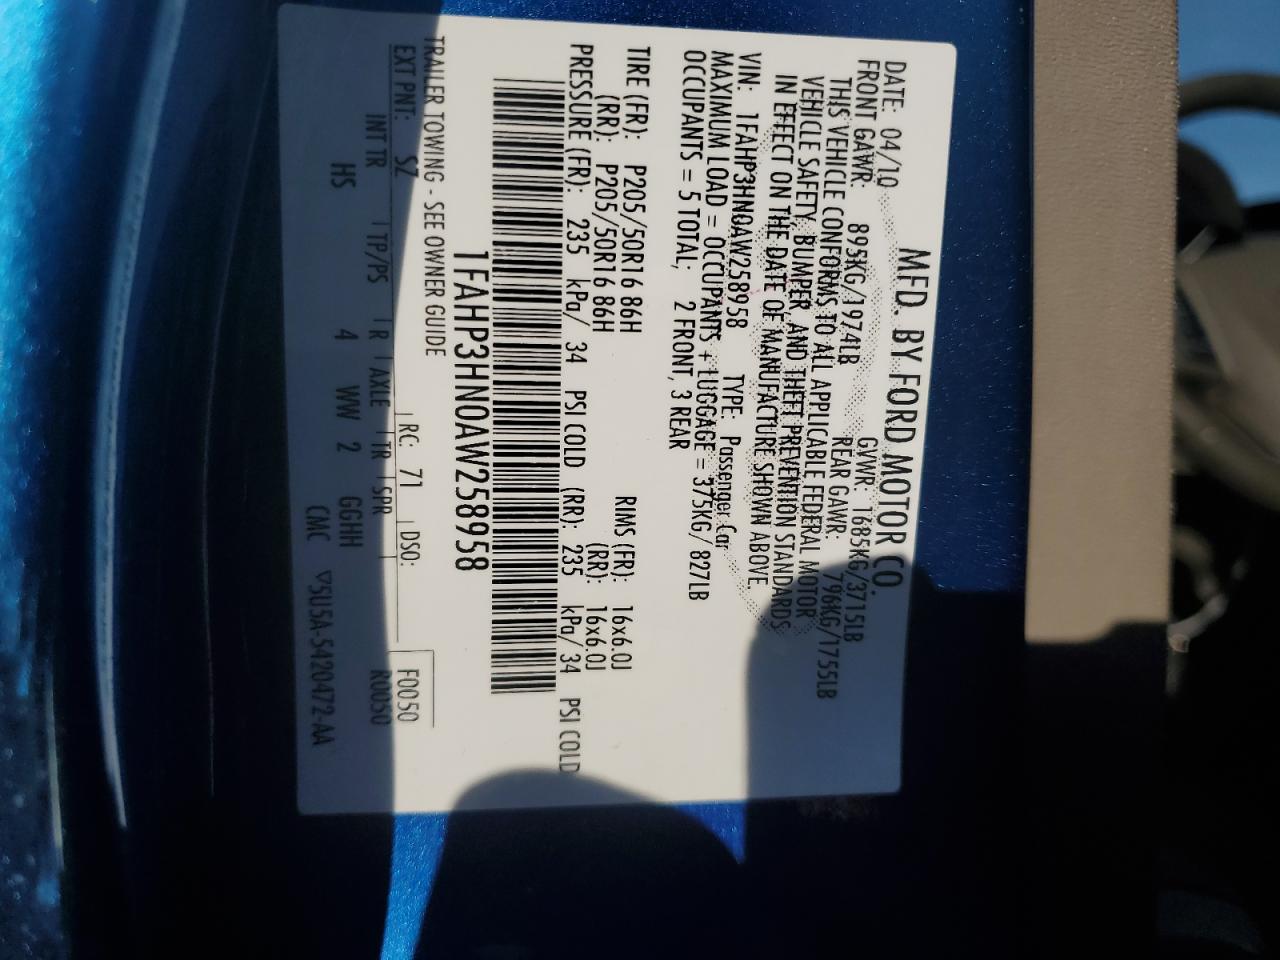 MFD. BY FORD MOTOR CO.
DATE: 04/10 GVWR: 1685KG/3715LB
FRONT GAWR: 895KG/1974LB REAR GAWR: 796KG/1755LB
THIS VEHICLE CONFORMS TO ALL APPLICABLE FEDERAL MOTOR
VEHICLE SAFETY, BUMPER, AND THEFT PREVENTION STANDARDS
IN EFFECT ON THE DATE OF MANUFACTURE SHOWN ABOVE.
VIN: 1FAHP3HN0AW258958 TYPE: Passenger Car
MAXIMUM LOAD = OCCUPANTS + LUGGAGE = 375KG/ 827LB
OCCUPANTS = 5 TOTAL; 2 FRONT, 3 REAR
TIRE (FR): P205/50R16 86H RIMS (FR): 16x6.0J
(RR): P205/50R16 86H (RR): 16x6.0J
PRESSURE (FR): 235 kPa/ 34 PSI COLD (RR): 235 kPa/ 34 PSI COLD
1FAHP3HN0AW258958
TRAILER TOWING - SEE OWNER GUIDE
EXT PNT: SZ RC: 71 DSO: F0050
INT TR TP/PS R AXLE TR SPR R0050
HS 4 WW 2 GGHH
CMC ▽5U5A-5420472-AA